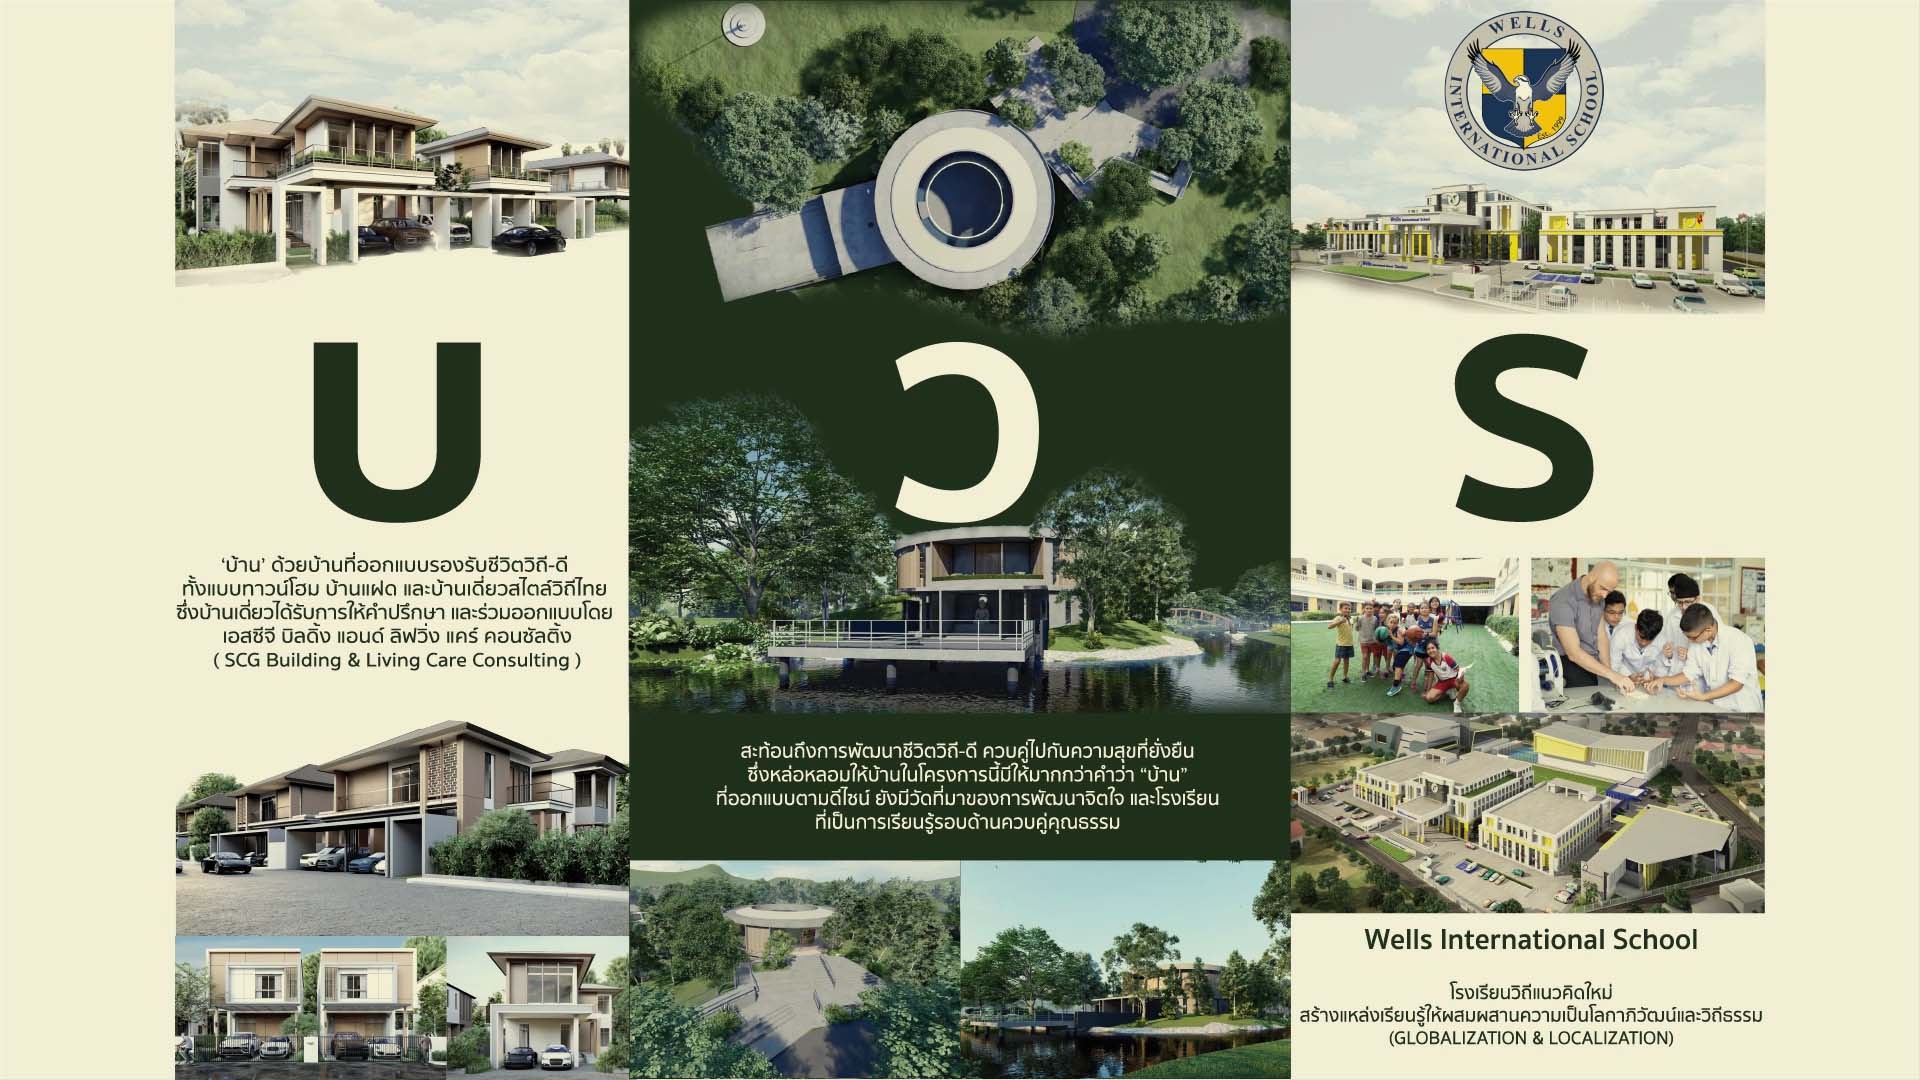 บ
'บ้าน' ด้วยบ้านที่ออกแบบรองรับชีวิตวิถี-ดี
ทั้งแบบทาวน์โฮม บ้านแฝด และบ้านเดี่ยวสไตล์วิถีไทย
ซึ่งบ้านเดี่ยวได้รับการให้คำปรึกษา และร่วมออกแบบโดย
เอสซีจี บิลดิ้ง แอนด์ ลิฟวิ่ง แคร์ คอนซัลติ้ง
( SCG Building & Living Care Consulting )
ว
สะท้อนถึงการพัฒนาชีวิตวิถี-ดี ควบคู่ไปกับความสุขที่ยั่งยืน
ซึ่งหล่อหลอมให้บ้านในโครงการนี้มีให้มากกว่าคำว่า “บ้าน”
ที่ออกแบบตามดีไซน์ ยังมีวัดที่มาของการพัฒนาจิตใจ และโรงเรียน
ที่เป็นการเรียนรู้รอบด้านควบคู่คุณธรรม
WELLS
INTERNATIONAL SCHOOL
Est. 1999
Wells International School
ร
Wells International School
โรงเรียนวิถีแนวคิดใหม่
สร้างแหล่งเรียนรู้ให้ผสมผสานความเป็นโลกาภิวัฒน์และวิถีธรรม
(GLOBALIZATION & LOCALIZATION)